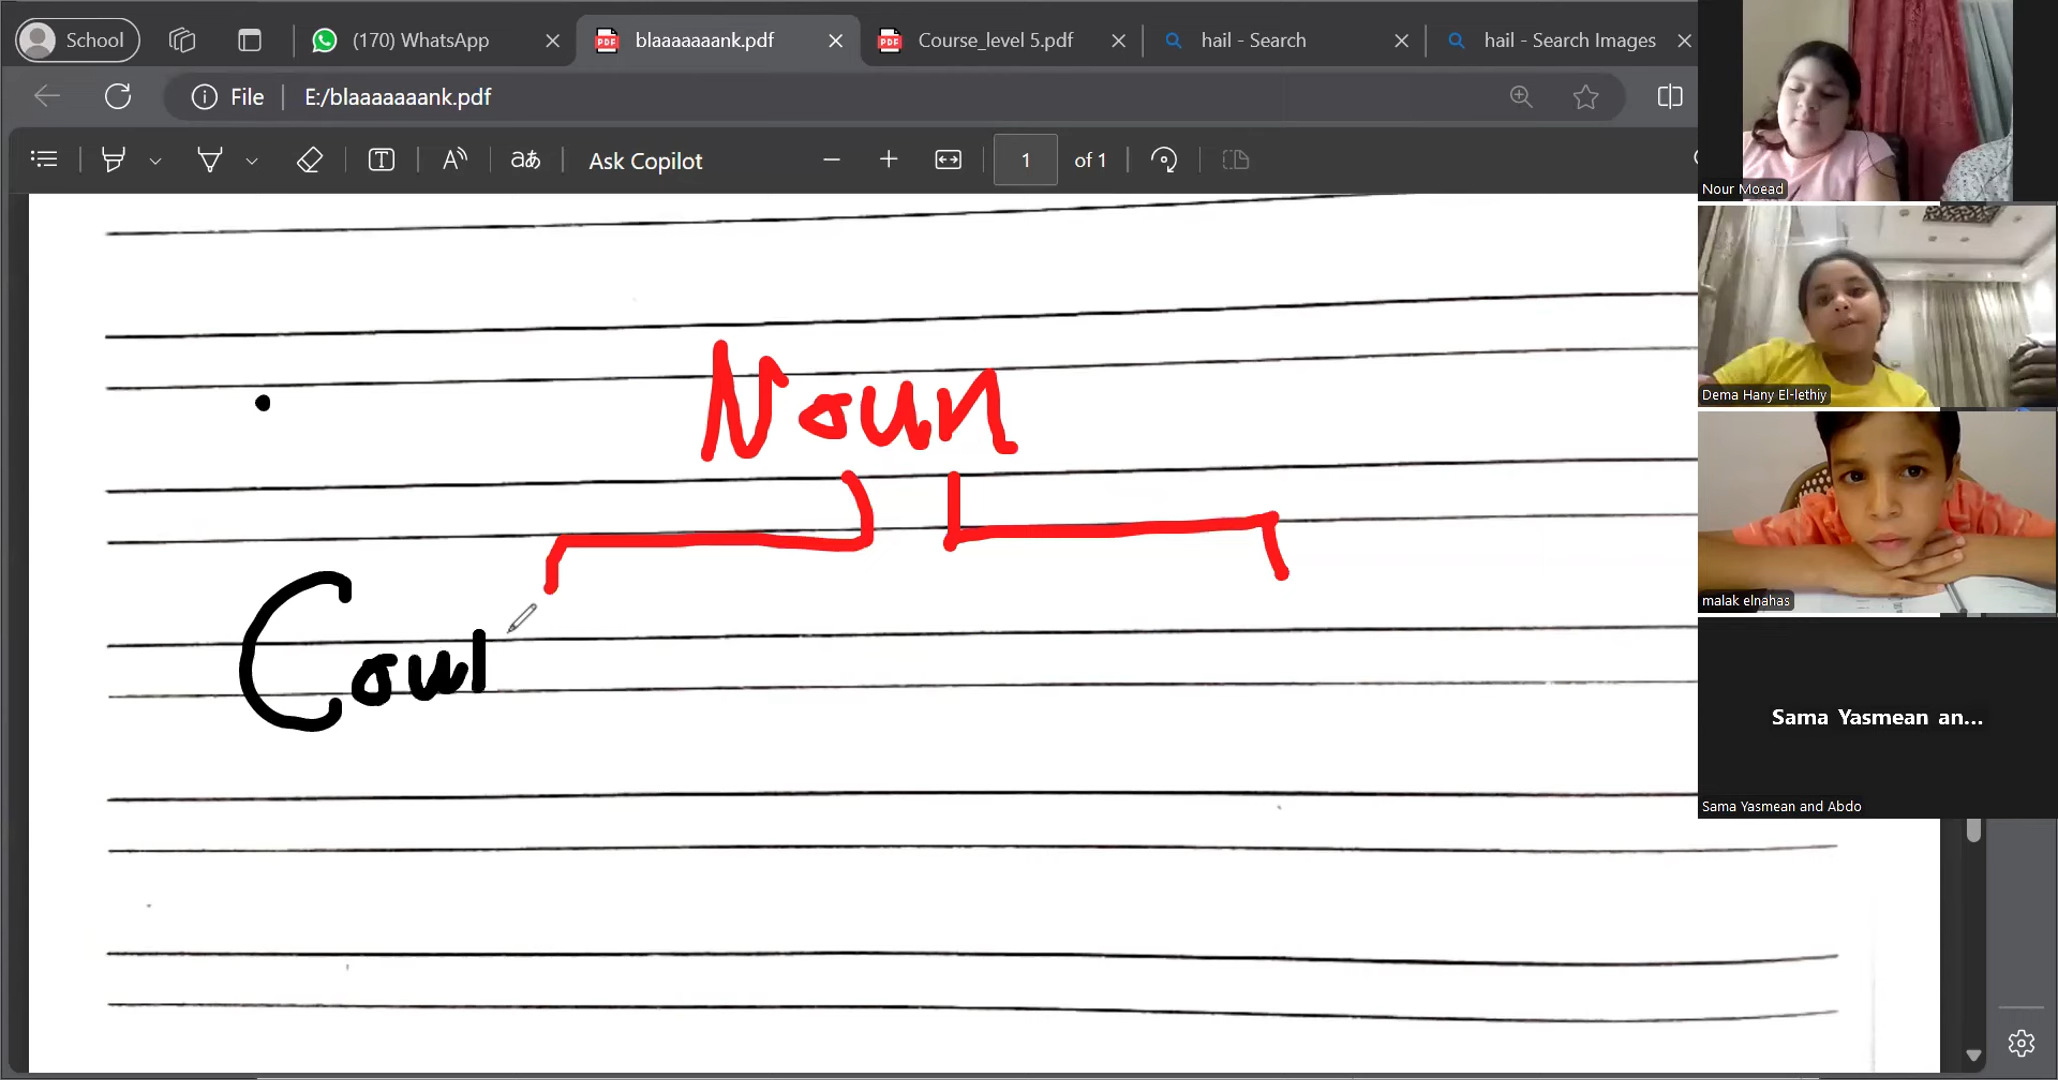 School
(170) WhatsApp
blaaaaaaank.pdf
Course_level 5.pdf
hail - Search
hail - Search Images
File
E:/blaaaaaaank.pdf
Ask Copilot
1
of 1
Noun
Nour Moead
Dema Hany El-lethiy
malak elnahas
Sama Yasmean an...
Sama Yasmean and Abdo